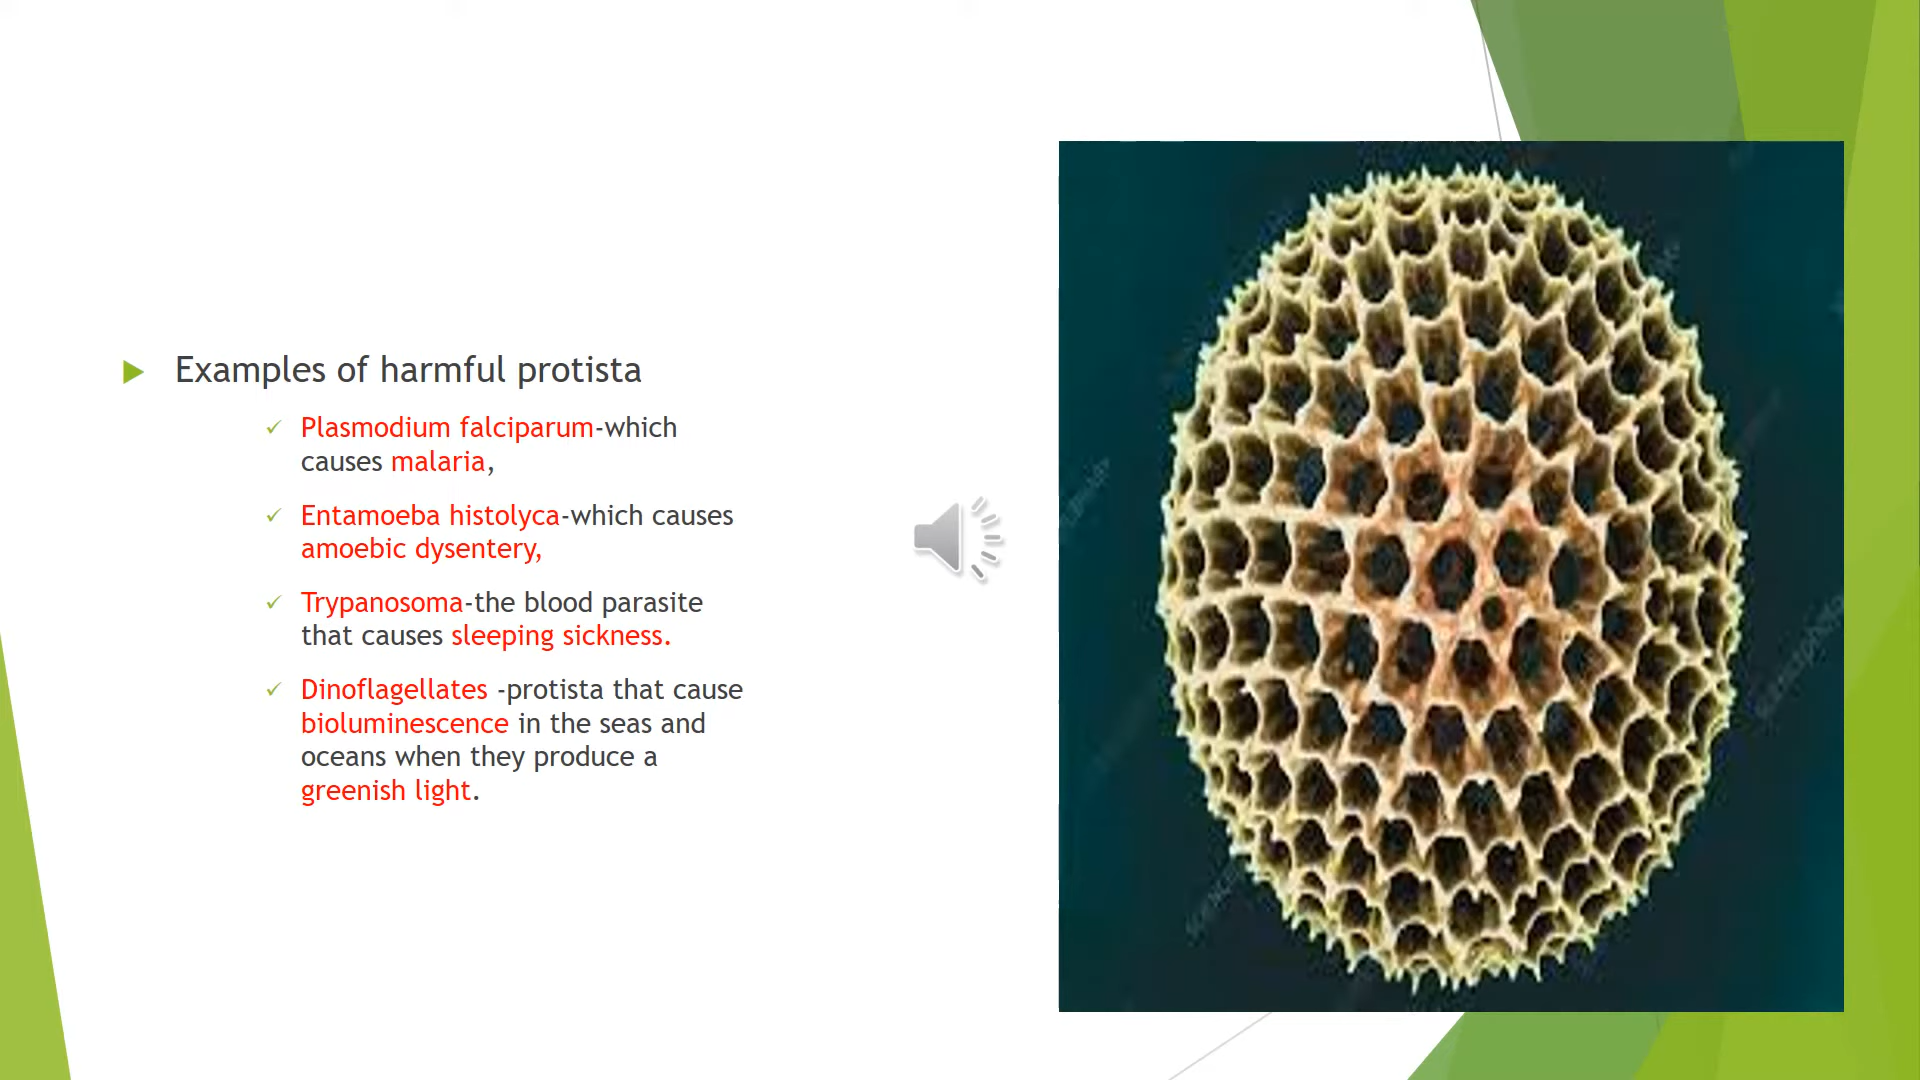 Examples of harmful protista
Plasmodium falciparum-which
causes malaria,
Entamoeba histolyca-which causes
amoebic dysentery,
Trypanosoma-the blood parasite
that causes sleeping sickness.
Dinoflagellates -protista that cause
bioluminescence in the seas and
oceans when they produce a
greenish light.